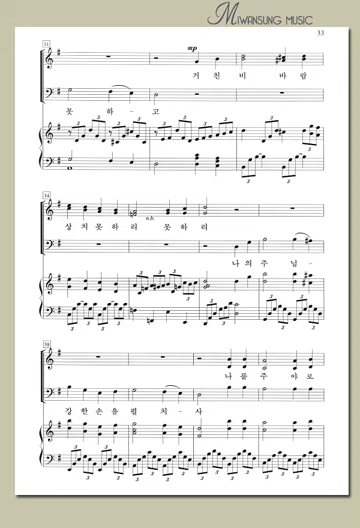 MIWANSUNG MUSIC
33
31
mp
거 친 비 바 람
못 하 - 고
34
상 치 못 하 리 못 하 리
나 의 주 님 -
38
나 를 주 야 로
강 한 손 을 펼 치 - 사